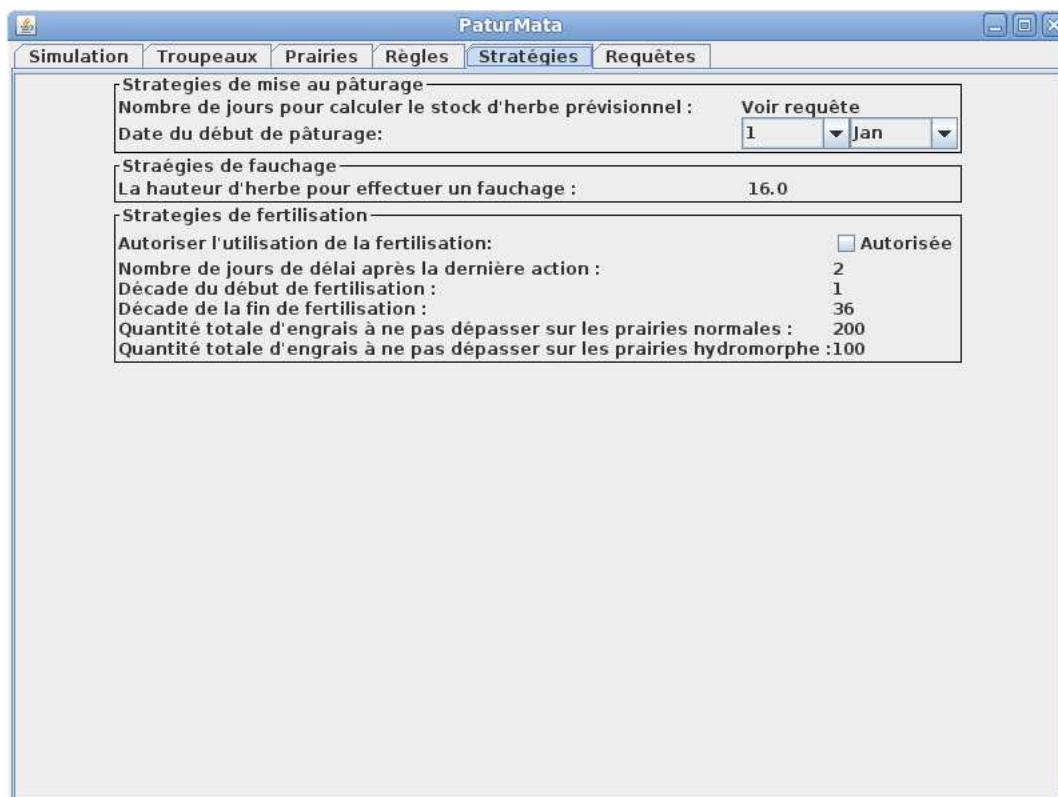 PaturMata
Simulation Troupeaux Prairies Règles Stratégies Requêtes
Strategies de mise au pâturage
Nombre de jours pour calculer le stock d'herbe prévisionnel : Voir requête
Date du début de pâturage: 1 Jan
Straégies de fauchage
La hauteur d'herbe pour effectuer un fauchage : 16.0
Strategies de fertilisation
Autoriser l'utilisation de la fertilisation: Autorisée
Nombre de jours de délai après la dernière action : 2
Décade du début de fertilisation : 1
Décade de la fin de fertilisation : 36
Quantité totale d'engrais à ne pas dépasser sur les prairies normales : 200
Quantité totale d'engrais à ne pas dépasser sur les prairies hydromorphe :100